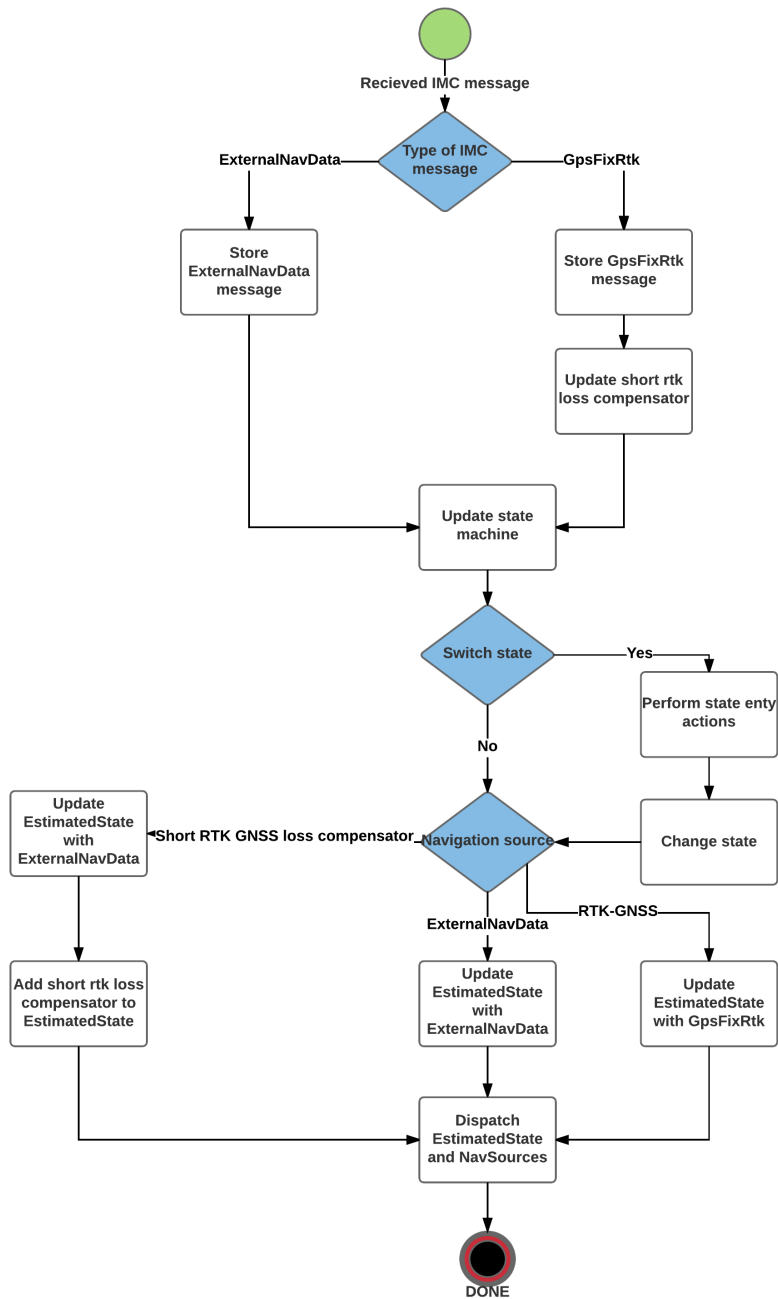 Recieved IMC message
Type of IMC
message
ExternalNavData
GpsFixRtk
Store
ExternalNavData
message
Store GpsFixRtk
message
Update short rtk
loss compensator
Update state
machine
Switch state
Yes
Perform state enty
actions
No
Change state
Navigation source
Short RTK GNSS loss compensator
Update
EstimatedState
with
ExternalNavData
RTK-GNSS
ExternalNavData
Add short rtk loss
compensator to
EstimatedState
Update
EstimatedState
with
ExternalNavData
Update
EstimatedState
with GpsFixRtk
Dispatch
EstimatedState
and NavSources
DONE